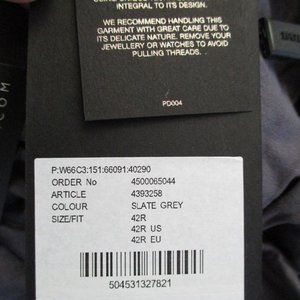 INTEGRAL TO ITS DESIGN.
WE RECOMMEND HANDLING THIS
GARMENT WITH GREAT CARE DUE TO
ITS DELICATE NATURE. REMOVE YOUR
JEWELLERY OR WATCHES TO AVOID
PULLING THREADS.
PD004
.COM
P:W66C3:151:66091:40290
ORDER No 4500065044
ARTICLE 4393258
COLOUR SLATE GREY
SIZE/FIT 42R
42R US
42R EU
504531327821